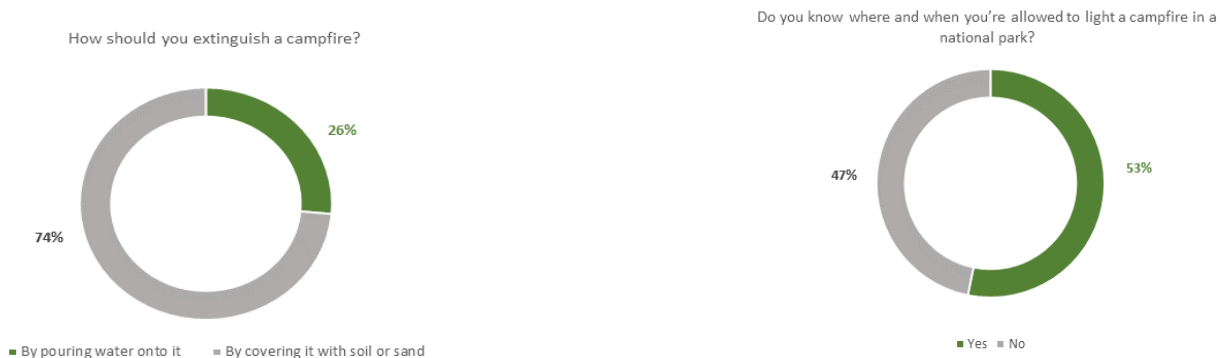 How should you extinguish a campfire?
26%
74%
By pouring water onto it
By covering it with soil or sand
Do you know where and when you’re allowed to light a campfire in a
national park?
47%
53%
Yes
No